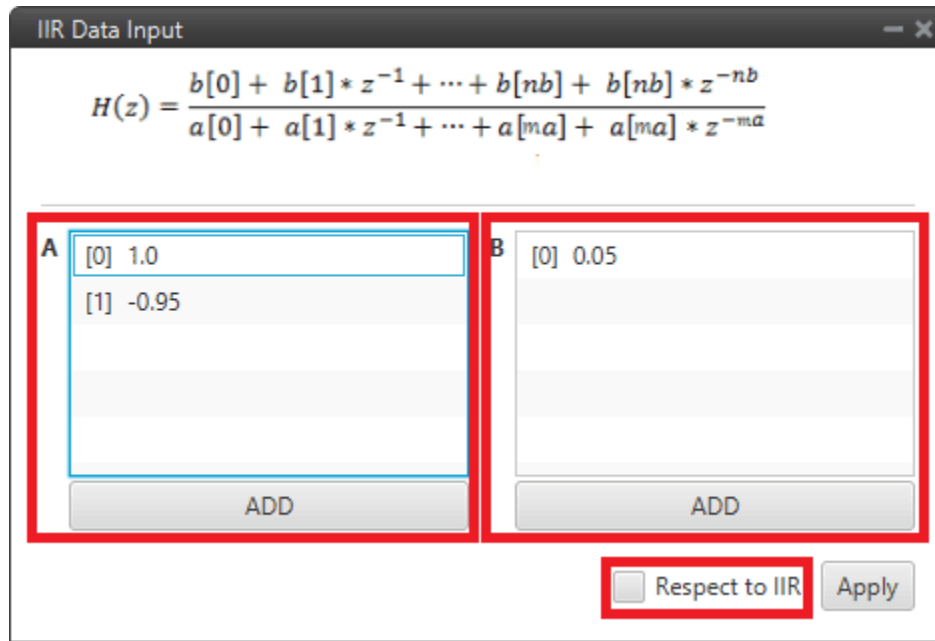 IIR Data Input
H(z) = \frac{b[0] + b[1] * z^{-1} + ⋯ + b[nb] + b[nb] * z^{-nb}}{a[0] + a[1] * z^{-1} + ⋯ + a[ma] + a[ma] * z^{-ma}}
A
[0] 1.0
[1] -0.95
ADD
B
[0] 0.05
ADD
Respect to IIR
Apply